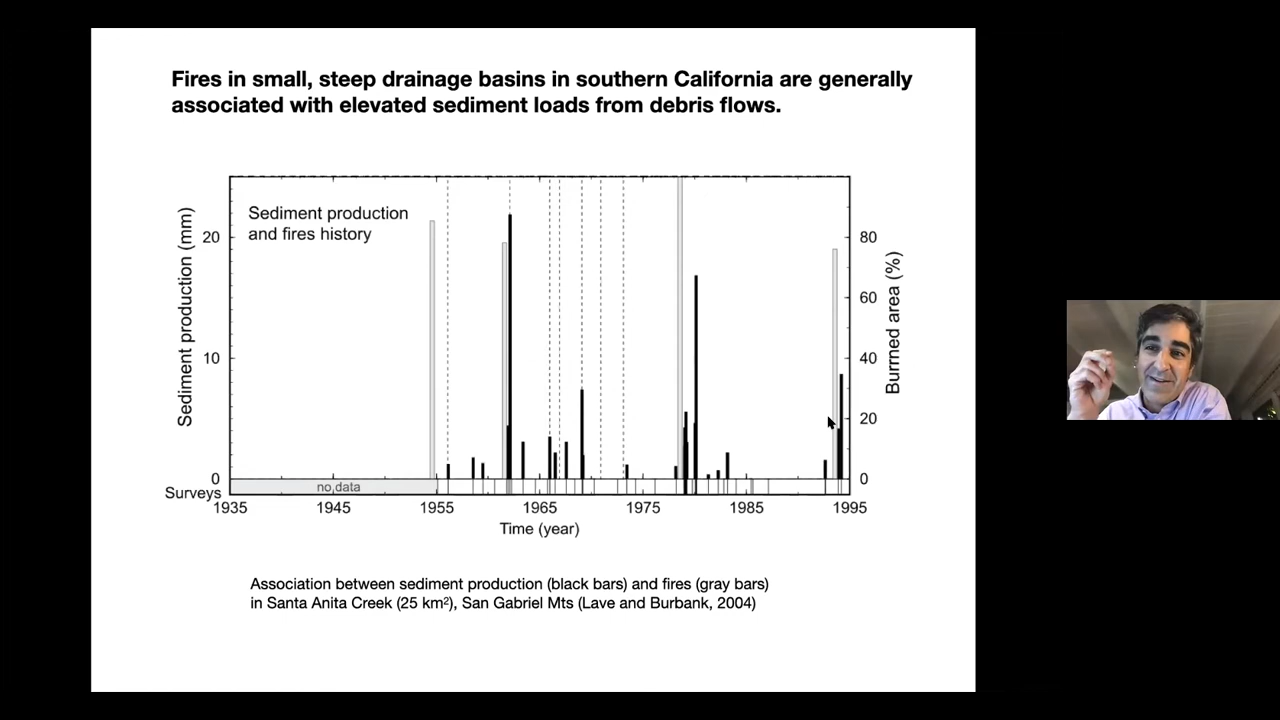 Fires in small, steep drainage basins in southern California are generally
associated with elevated sediment loads from debris flows.
Sediment production
and fires history
Sediment production (mm)
20
10
0
Burrned area (%)
80
60
40
20
0
no data
Surveys
1935
1945
1955
1965
1975
1985
1995
Time (year)
Association between sediment production (black bars) and fires (gray bars)
in Santa Anita Creek (25 km²), San Gabriel Mts (Lave and Burbank, 2004)